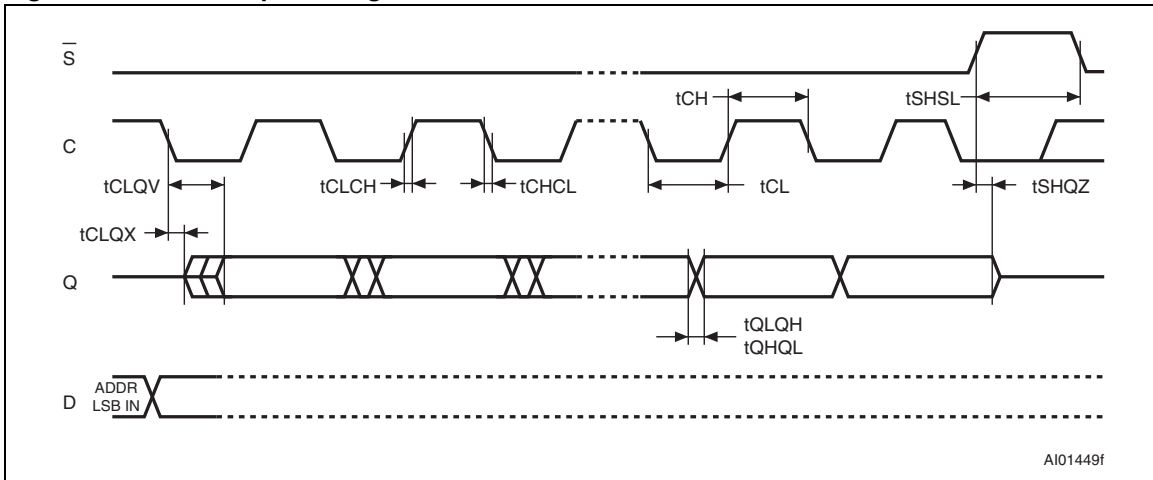 S
tCH
tSHSL
C
tCLQV
tCLCH
tCHCL
tCL
tSHQZ
tCLQX
Q
tQLQH
tQHQL
D
ADDR
LSB IN
AI01449f